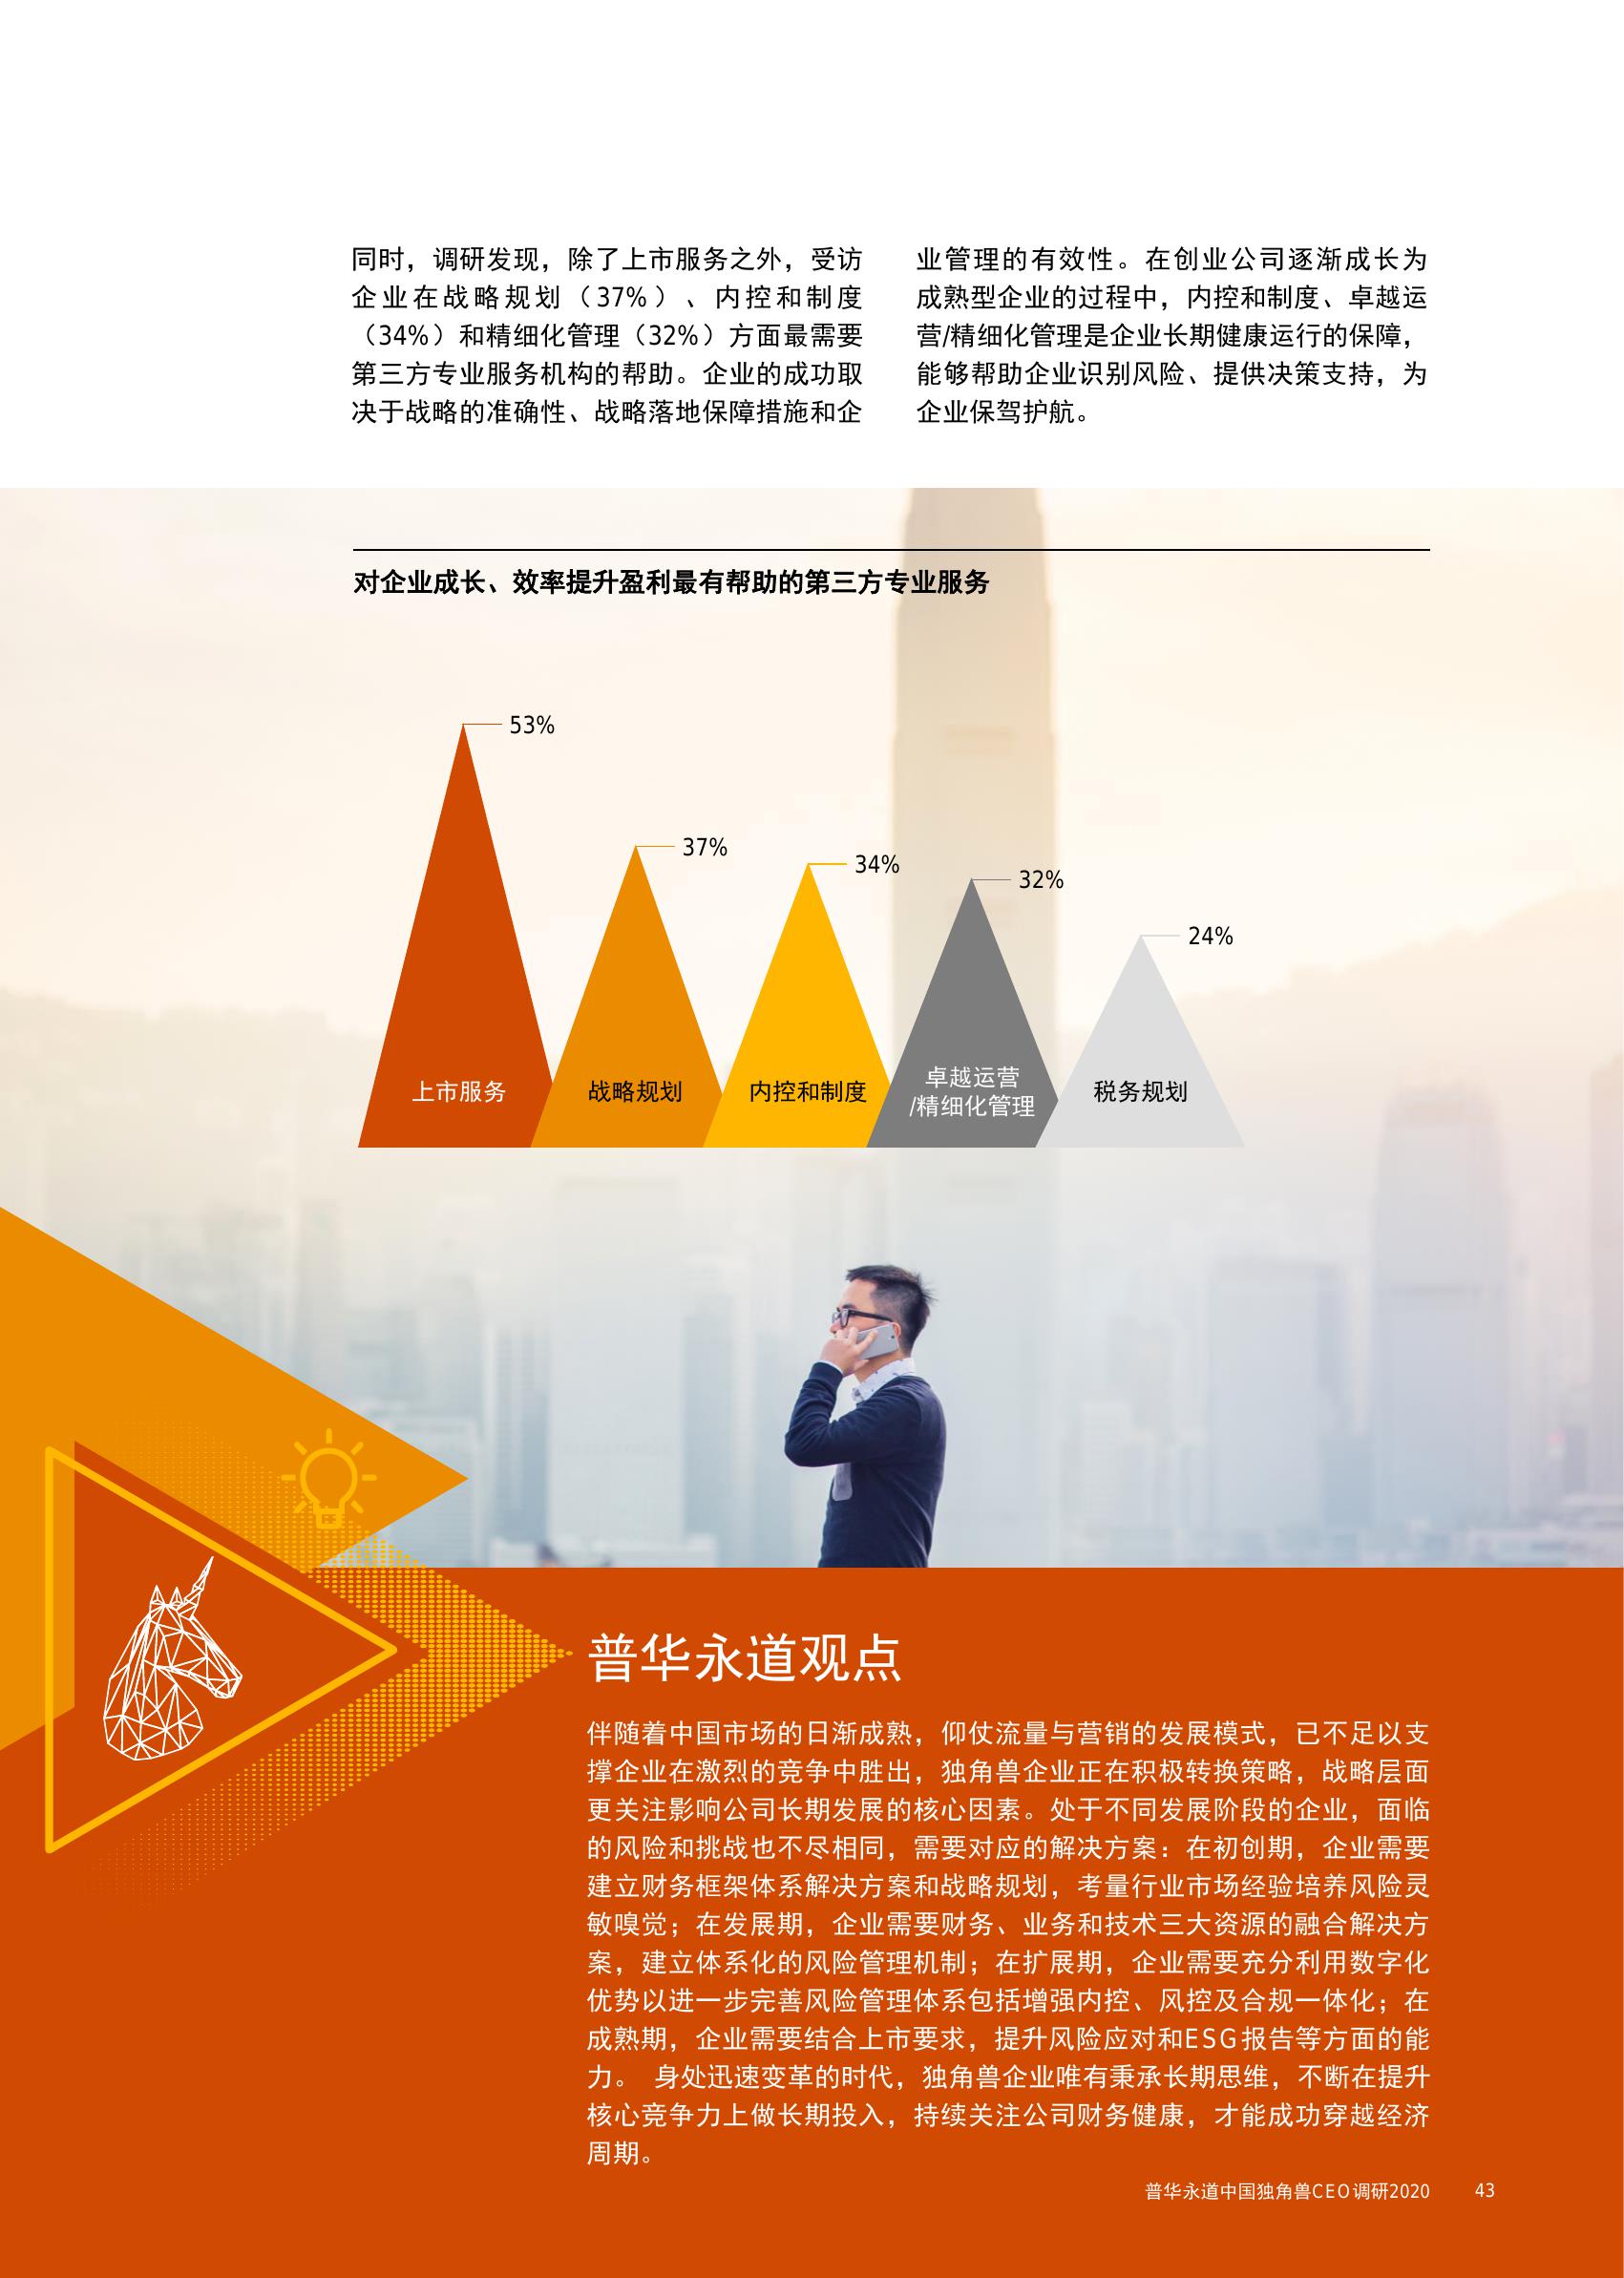 同时，调研发现，除了上市服务之外，受访
企业在战略规划（37%）、内控和制度
（34%）和精细化管理（32%）方面最需要
第三方专业服务机构的帮助。企业的成功取
决于战略的准确性、战略落地保障措施和企
业管理的有效性。在创业公司逐渐成长为
成熟型企业的过程中，内控和制度、卓越运
营/精细化管理是企业长期健康运行的保障，
能够帮助企业识别风险、提供决策支持，为
企业保驾护航。
对企业成长、效率提升盈利最有帮助的第三方专业服务
53%
37%
34%
32%
24%
上市服务
战略规划
内控和制度
卓越运营
/精细化管理
税务规划
普华永道观点
伴随着中国市场的日渐成熟，仰仗流量与营销的发展模式，已不足以支
撑企业在激烈的竞争中胜出，独角兽企业正在积极转换策略，战略层面
更关注影响公司长期发展的核心因素。处于不同发展阶段的企业，面临
的风险和挑战也不尽相同，需要对应的解决方案：在初创期，企业需要
建立财务框架体系解决方案和战略规划，考量行业市场经验培养风险灵
敏嗅觉；在发展期，企业需要财务、业务和技术三大资源的融合解决方
案，建立体系化的风险管理机制；在扩展期，企业需要充分利用数字化
优势以进一步完善风险管理体系包括增强内控、风控及合规一体化；在
成熟期，企业需要结合上市要求，提升风险应对和ESG报告等方面的能
力。 身处迅速变革的时代，独角兽企业唯有秉承长期思维，不断在提升
核心竞争力上做长期投入，持续关注公司财务健康，才能成功穿越经济
周期。
普华永道中国独角兽CEO调研2020 43